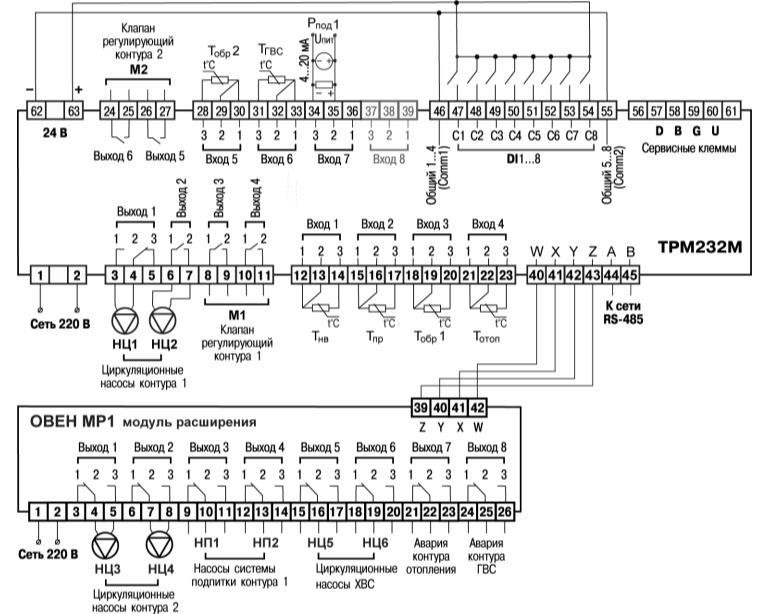 Клапан
регулирующий
контура 2
М2
Tобр 2
t°C
TГВС
t°C
Pпод 1
Uпит
4...20 мА
– +
– +
62 63
24 25 26 27
28 29 30 31 32 33 34 35 36 37 38 39
46 47 48 49 50 51 52 53 54 55
56 57 58 59 60 61
24 В
Выход 6 Выход 5
3 2 1 3 2 1 3 2 1 3 2 1
Вход 5 Вход 6 Вход 7 Вход 8
C1 C2 C3 C4 C5 C6 C7 C8
DI1...8
Общий 1...4
(Comm1)
Общий 5...8
(Comm2)
D B G U
Сервисные клеммы
ТРМ232М
Выход 1
1 2 3
Выход 2
1 2
Выход 3
1 2
Выход 4
1 2
Вход 1 Вход 2 Вход 3 Вход 4
1 2 3 1 2 3 1 2 3 1 2 3
W X Y Z A B
1 2
3 4 5 6 7 8 9 10 11
12 13 14 15 16 17 18 19 20 21 22 23
40 41 42 43 44 45
Сеть 220 В
НЦ1 НЦ2
Циркуляционные
насосы контура 1
М1
Клапан
регулирующий
контура 1
t°C t°C t°C t°C
Tнв Tпр Tобр 1 Tотоп
К сети
RS-485
39 40 41 42
Z Y X W
ОВЕН МР1 модуль расширения
Выход 1 Выход 2 Выход 3 Выход 4 Выход 5 Выход 6 Выход 7 Выход 8
1 2 3 1 2 3 1 2 3 1 2 3 1 2 3 1 2 3 1 2 3 1 2 3
1 2 3 4 5 6 7 8 9 10 11 12 13 14 15 16 17 18 19 20 21 22 23 24 25 26
Сеть 220 В
НЦ3 НЦ4
Циркуляционные
насосы контура 2
НП1 НП2
Насосы системы
подпитки контура 1
НЦ5 НЦ6
Циркуляционные
насосы ХВС
Авария
контура
отопления
Авария
контура
ГВС